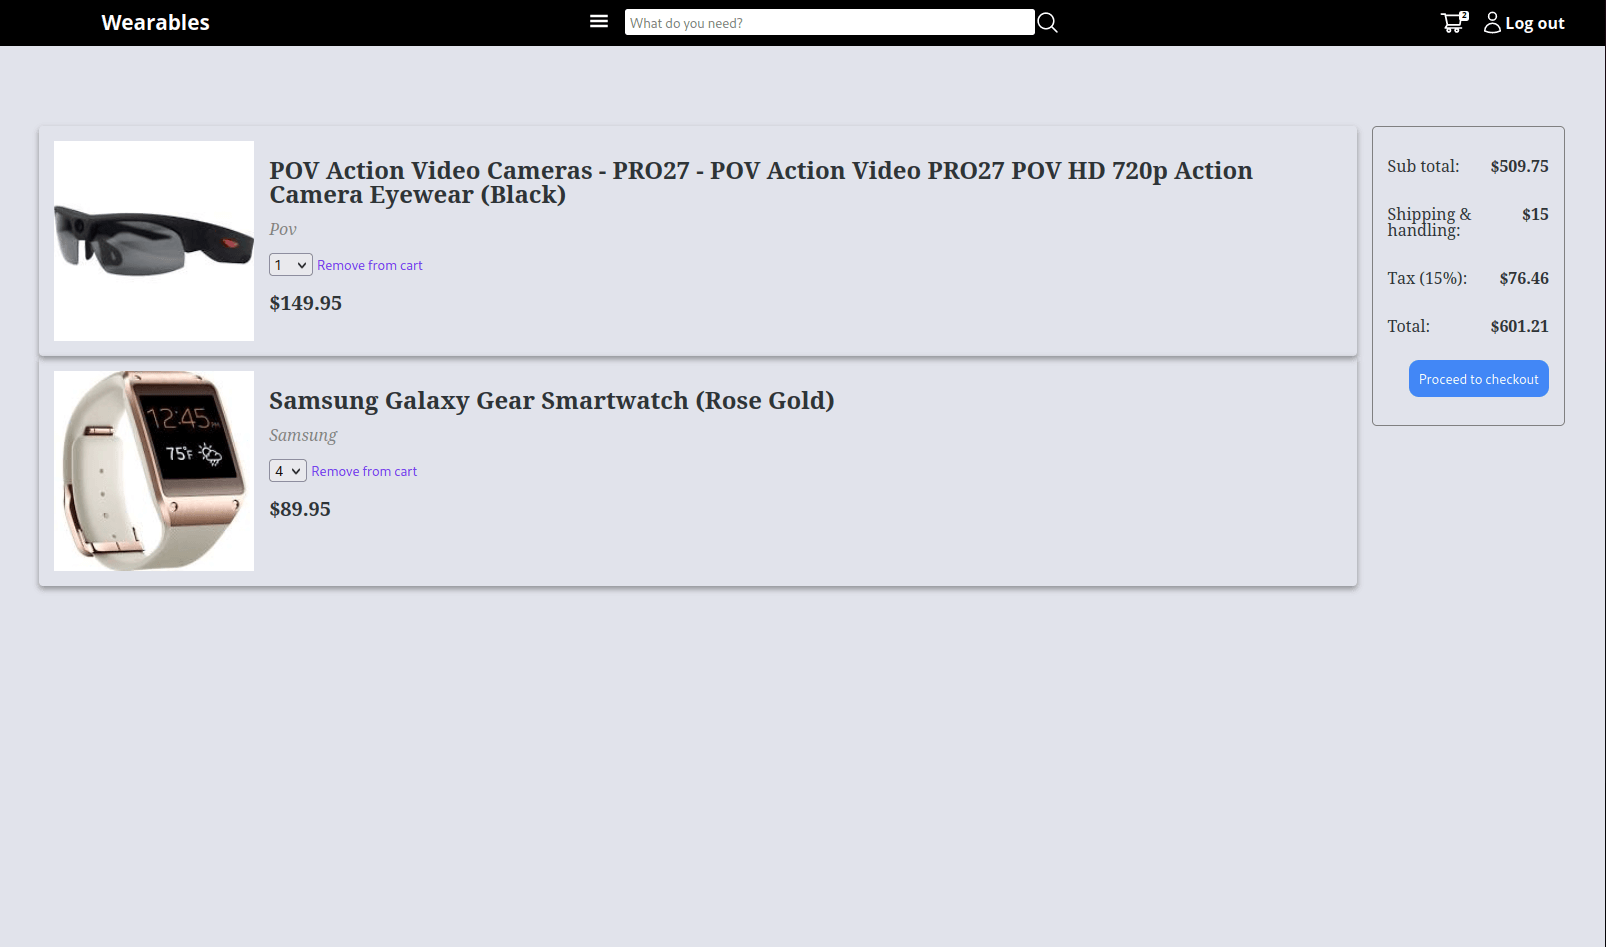 Wearables
What do you need?
2
Log out
POV Action Video Cameras - PRO27 - POV Action Video PRO27 POV HD 720p Action
Camera Eyewear (Black)
Pov
1
Remove from cart
$149.95
12:45 PM
75°F
Samsung Galaxy Gear Smartwatch (Rose Gold)
Samsung
4
Remove from cart
$89.95
Sub total: $509.75
Shipping & $15
handling:
Tax (15%): $76.46
Total: $601.21
Proceed to checkout